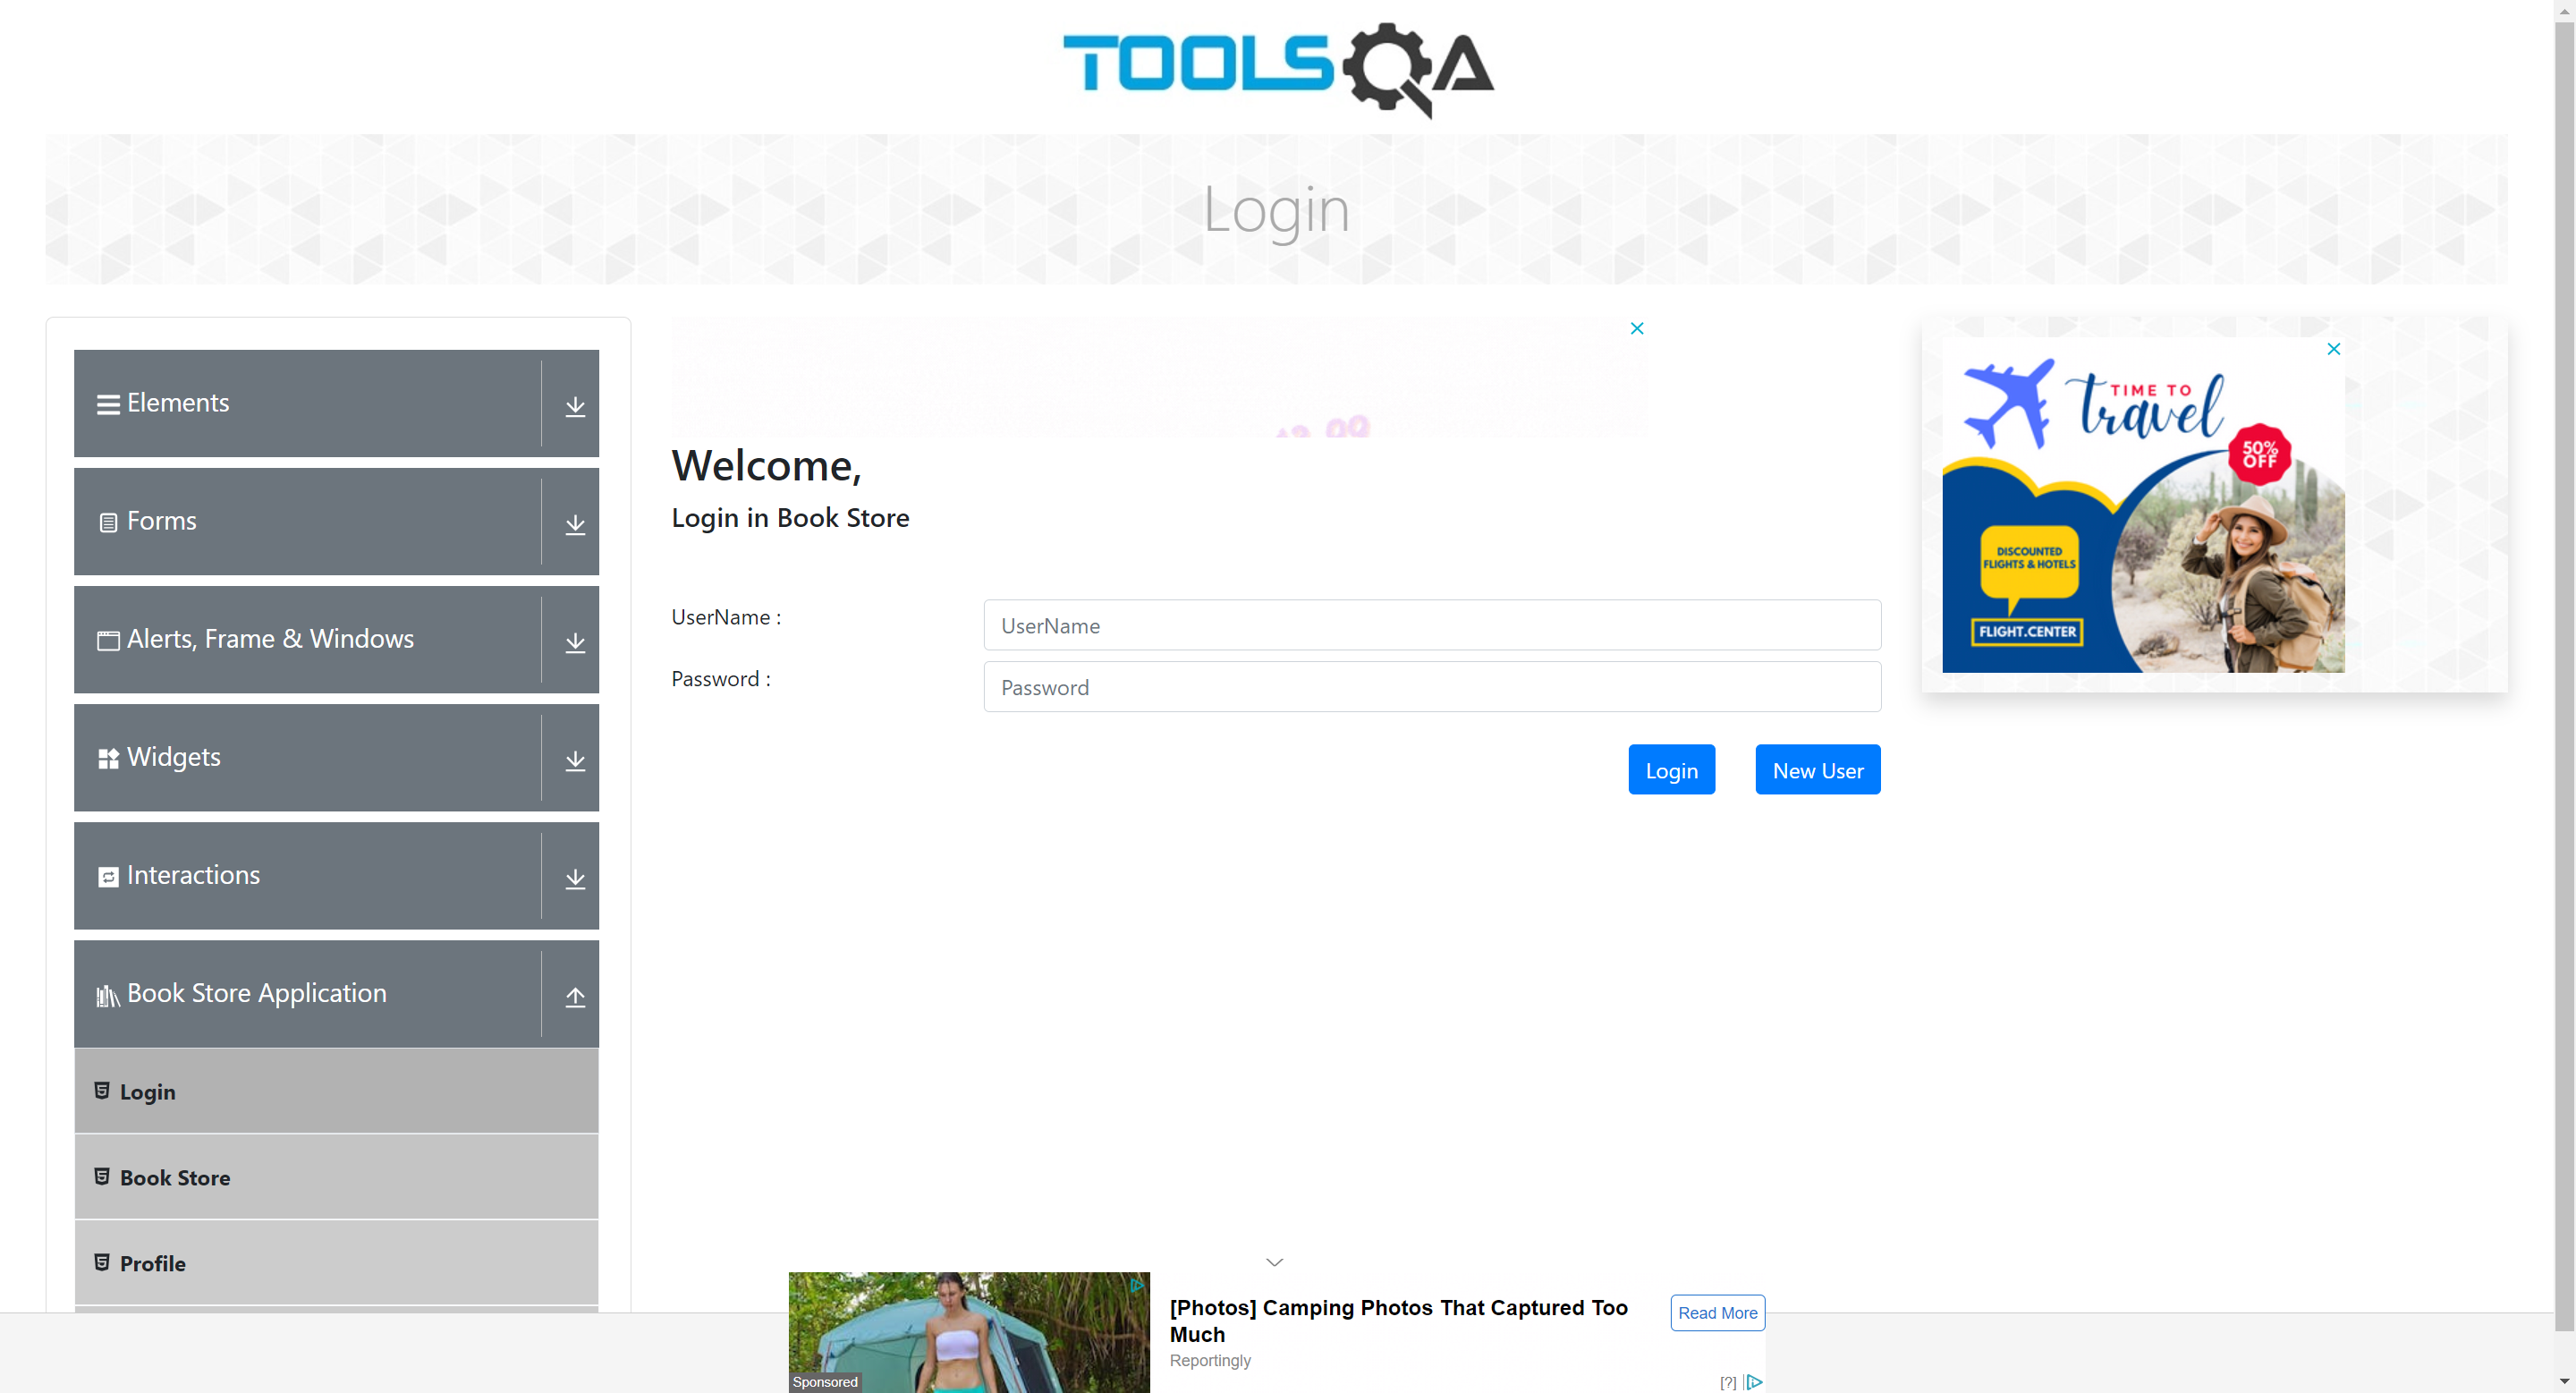 TOOLSQA
Login
Elements
Forms
Alerts, Frame & Windows
Widgets
Interactions
Book Store Application
Login
Book Store
Profile
Welcome,
Login in Book Store
UserName :
UserName
Password :
Password
Login
New User
TIME TO
travel
50%
OFF
DISCOUNTED
FLIGHTS & HOTELS
FLIGHT.CENTER
Sponsored
[Photos] Camping Photos That Captured Too
Much
Reportingly
Read More
[?]